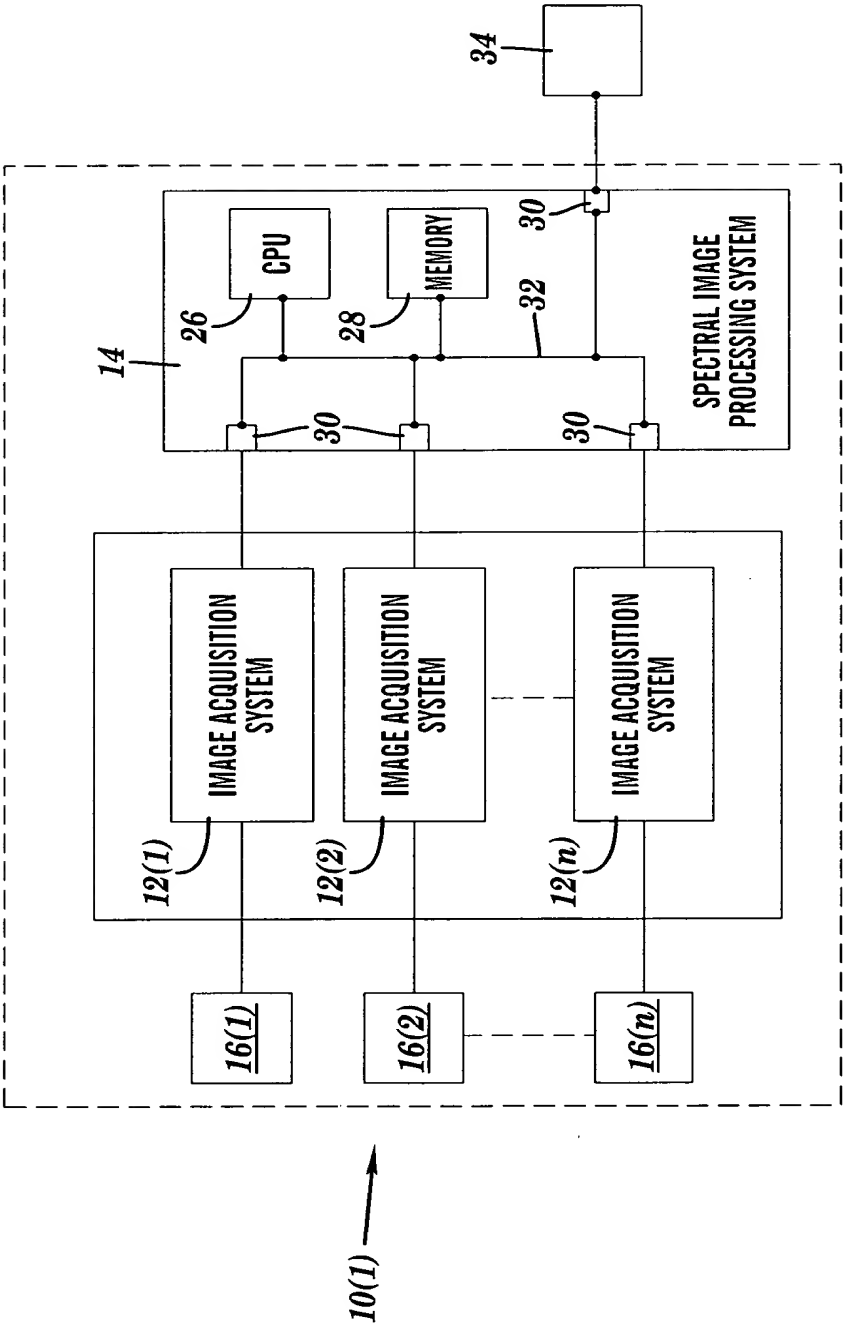 10(1)
16(1)
16(2)
16(n)
12(1)
IMAGE ACQUISITION
SYSTEM
12(2)
IMAGE ACQUISITION
SYSTEM
12(n)
IMAGE ACQUISITION
SYSTEM
14
26
CPU
28
MEMORY
30
30
30
32
SPECTRAL IMAGE
PROCESSING SYSTEM
34